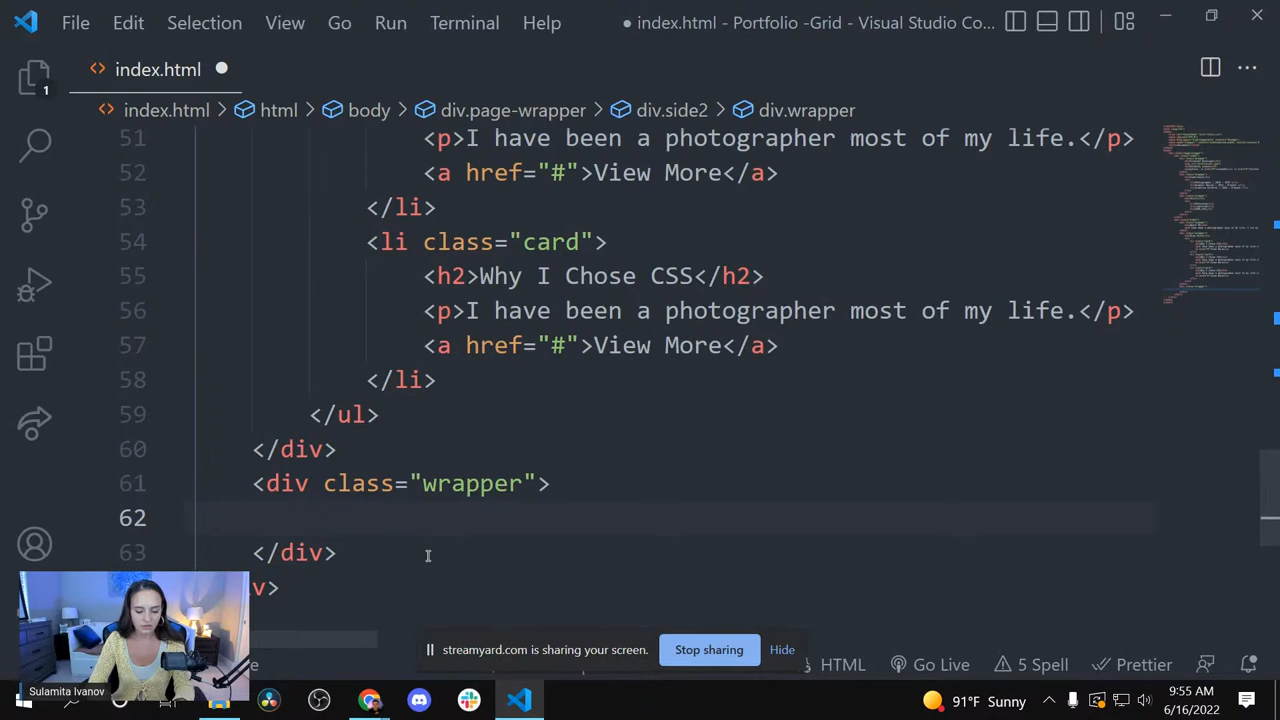 File Edit Selection View Go Run Terminal Help ● index.html - Portfolio -Grid - Visual Studio Co...
index.html
1
index.html > html > body > div.page-wrapper > div.side2 > div.wrapper
51 <p>I have been a photographer most of my life.</p>
52 <a href="#">View More</a>
53 </li>
54 <li class="card">
55 <h2>Why I Chose CSS</h2>
56 <p>I have been a photographer most of my life.</p>
57 <a href="#">View More</a>
58 </li>
59 </ul>
60 </div>
61 <div class="wrapper">
62
63 </div>
v>
streamyard.com is sharing your screen. Stop sharing Hide
HTML Go Live 5 Spell Prettier
Sulamita Ivanov
91°F Sunny
9:55 AM
6/16/2022